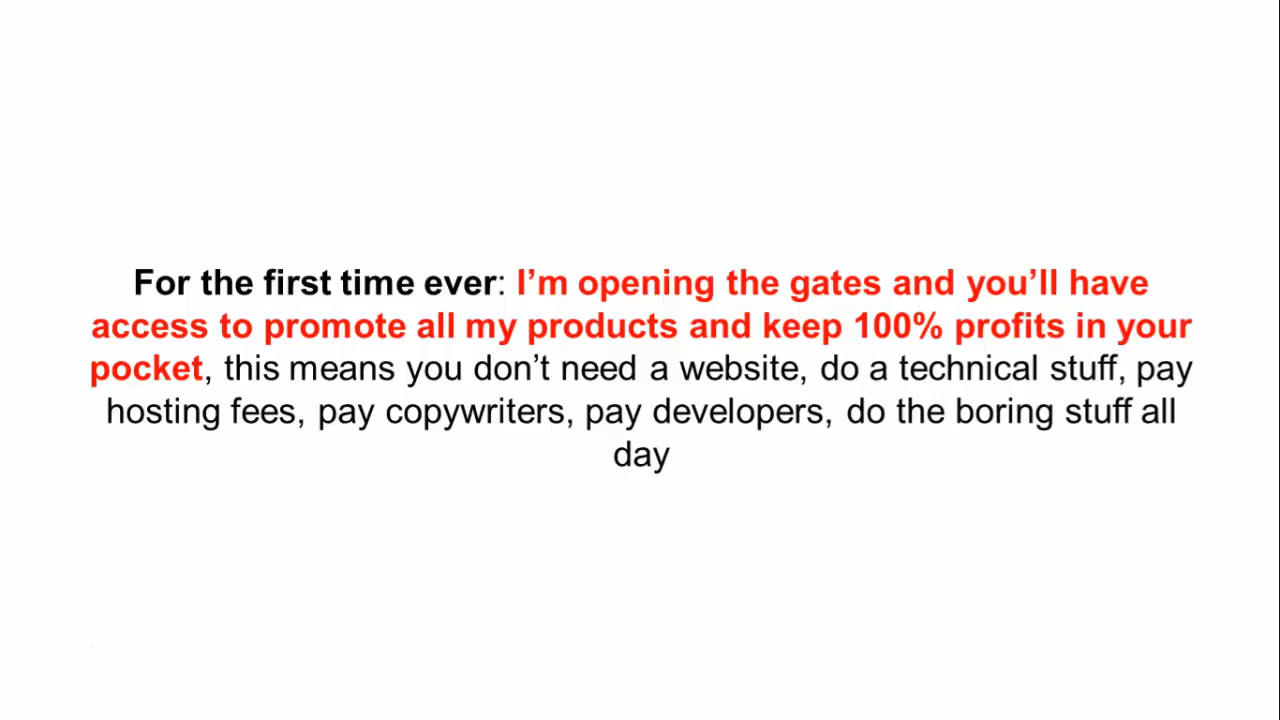 For the first time ever: I’m opening the gates and you’ll have
access to promote all my products and keep 100% profits in your
pocket, this means you don’t need a website, do a technical stuff, pay
hosting fees, pay copywriters, pay developers, do the boring stuff all
day